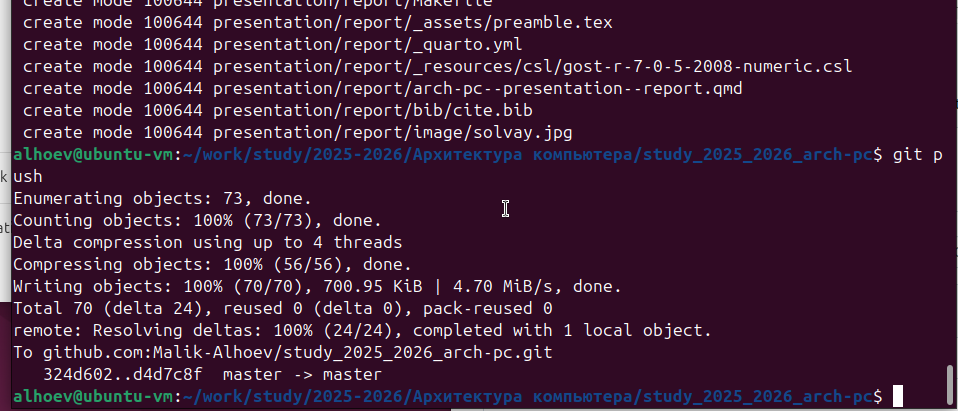 create mode 100644 presentation/report/Makefile
create mode 100644 presentation/report/_assets/preamble.tex
create mode 100644 presentation/report/_quarto.yml
create mode 100644 presentation/report/_resources/csl/gost-r-7-0-5-2008-numeric.csl
create mode 100644 presentation/report/arch-pc--presentation--report.qmd
create mode 100644 presentation/report/bib/cite.bib
create mode 100644 presentation/report/image/solvay.jpg
alhoev@ubuntu-vm:~/work/study/2025-2026/Архитектура компьютера/study_2025_2026_arch-pc$ git p
ush
Enumerating objects: 73, done.
Counting objects: 100% (73/73), done.
Delta compression using up to 4 threads
Compressing objects: 100% (56/56), done.
Writing objects: 100% (70/70), 700.95 KiB | 4.70 MiB/s, done.
Total 70 (delta 24), reused 0 (delta 0), pack-reused 0
remote: Resolving deltas: 100% (24/24), completed with 1 local object.
To github.com:Malik-Alhoev/study_2025_2026_arch-pc.git
324d602..d4d7c8f  master -> master
alhoev@ubuntu-vm:~/work/study/2025-2026/Архитектура компьютера/study_2025_2026_arch-pc$